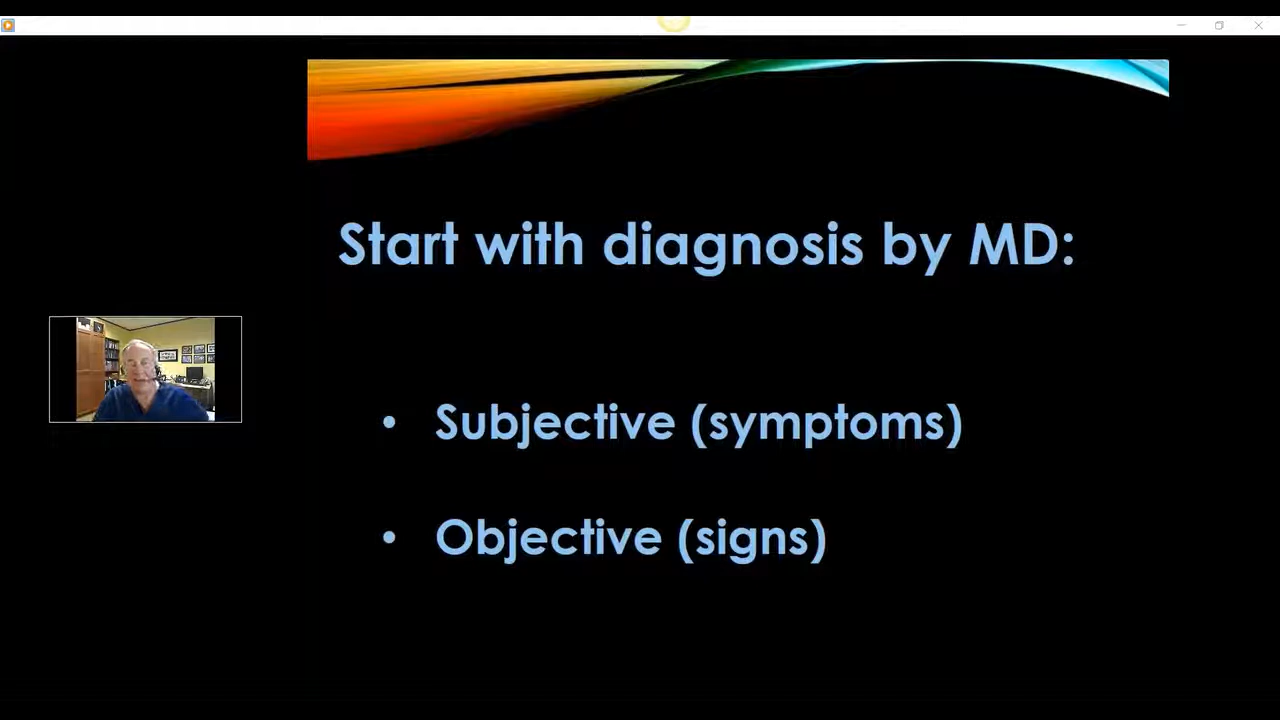 Start with diagnosis by MD:
• Subjective (symptoms)
• Objective (signs)